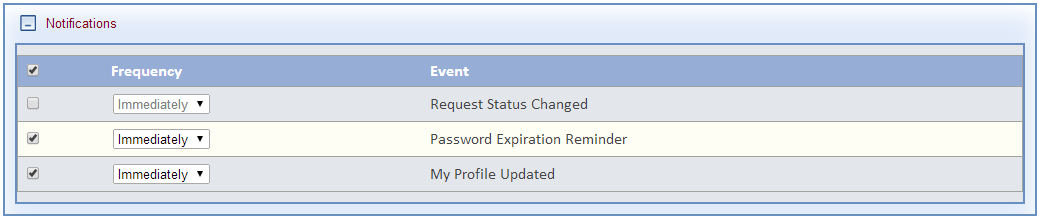 Notifications
Frequency Event
Immediately Request Status Changed
Immediately Password Expiration Reminder
Immediately My Profile Updated